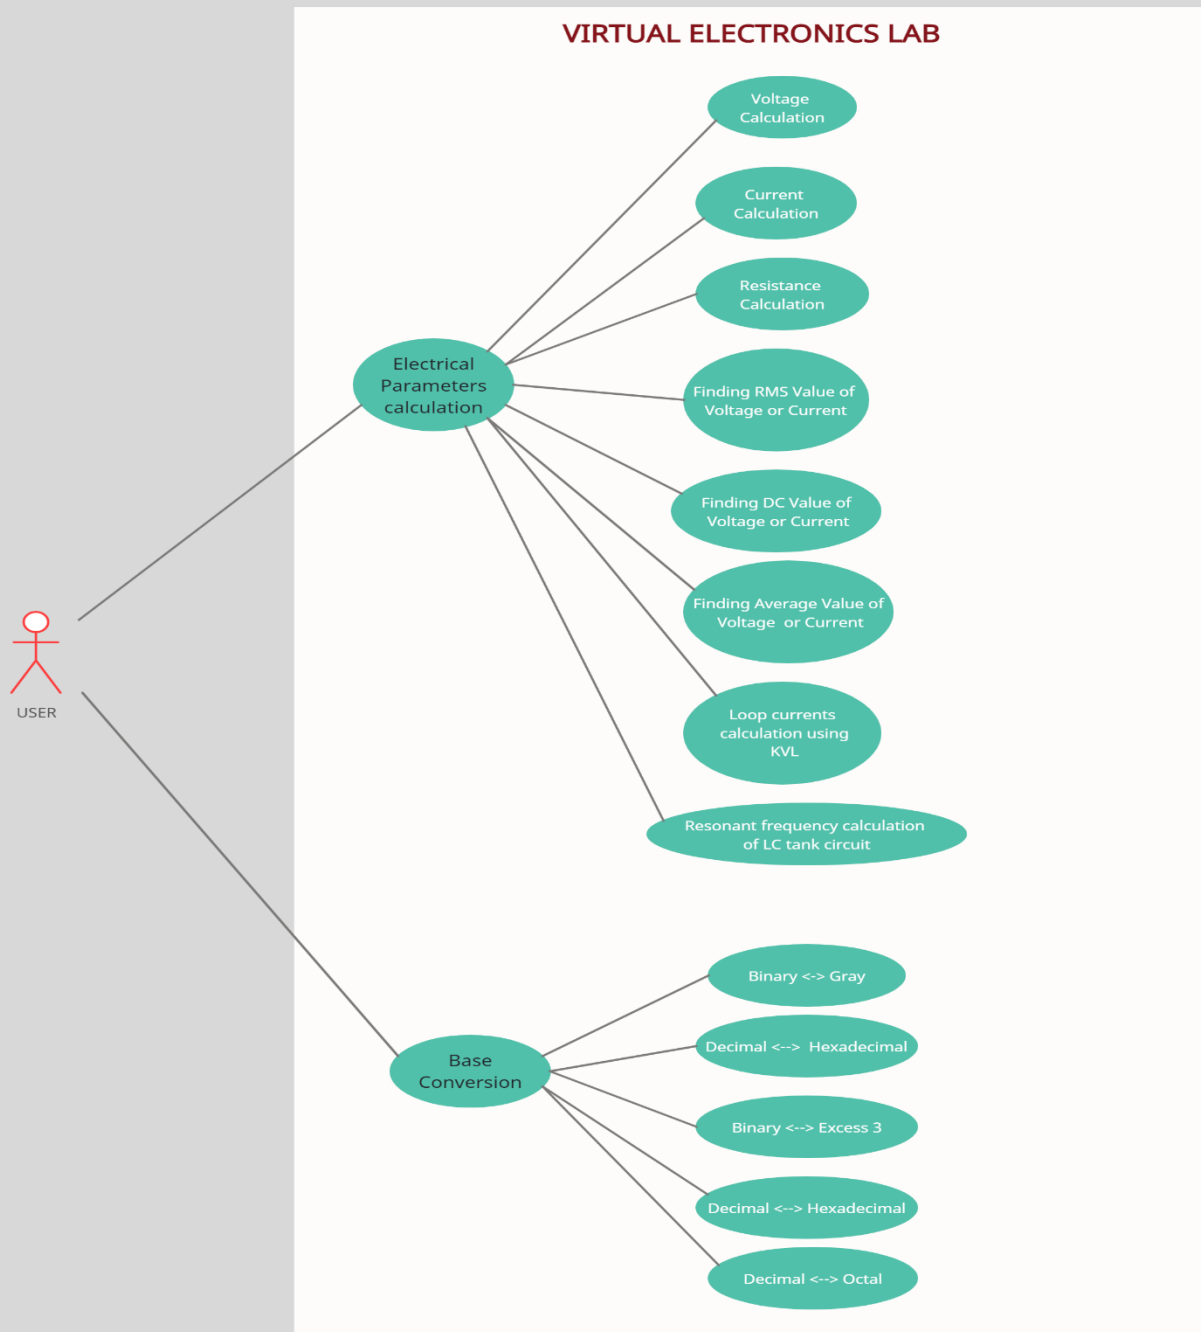 VIRTUAL ELECTRONICS LAB
Voltage
Calculation
Current
Calculation
Resistance
Calculation
Electrical
Parameters
calculation
Finding RMS Value of
Voltage or Current
Finding DC Value of
Voltage or Current
Finding Average Value of
Voltage or Current
USER
Loop currents
calculation using
KVL
Resonant frequency calculation
of LC tank circuit
Binary <-> Gray
Decimal <--> Hexadecimal
Base
Conversion
Binary <--> Excess 3
Decimal <--> Hexadecimal
Decimal <--> Octal